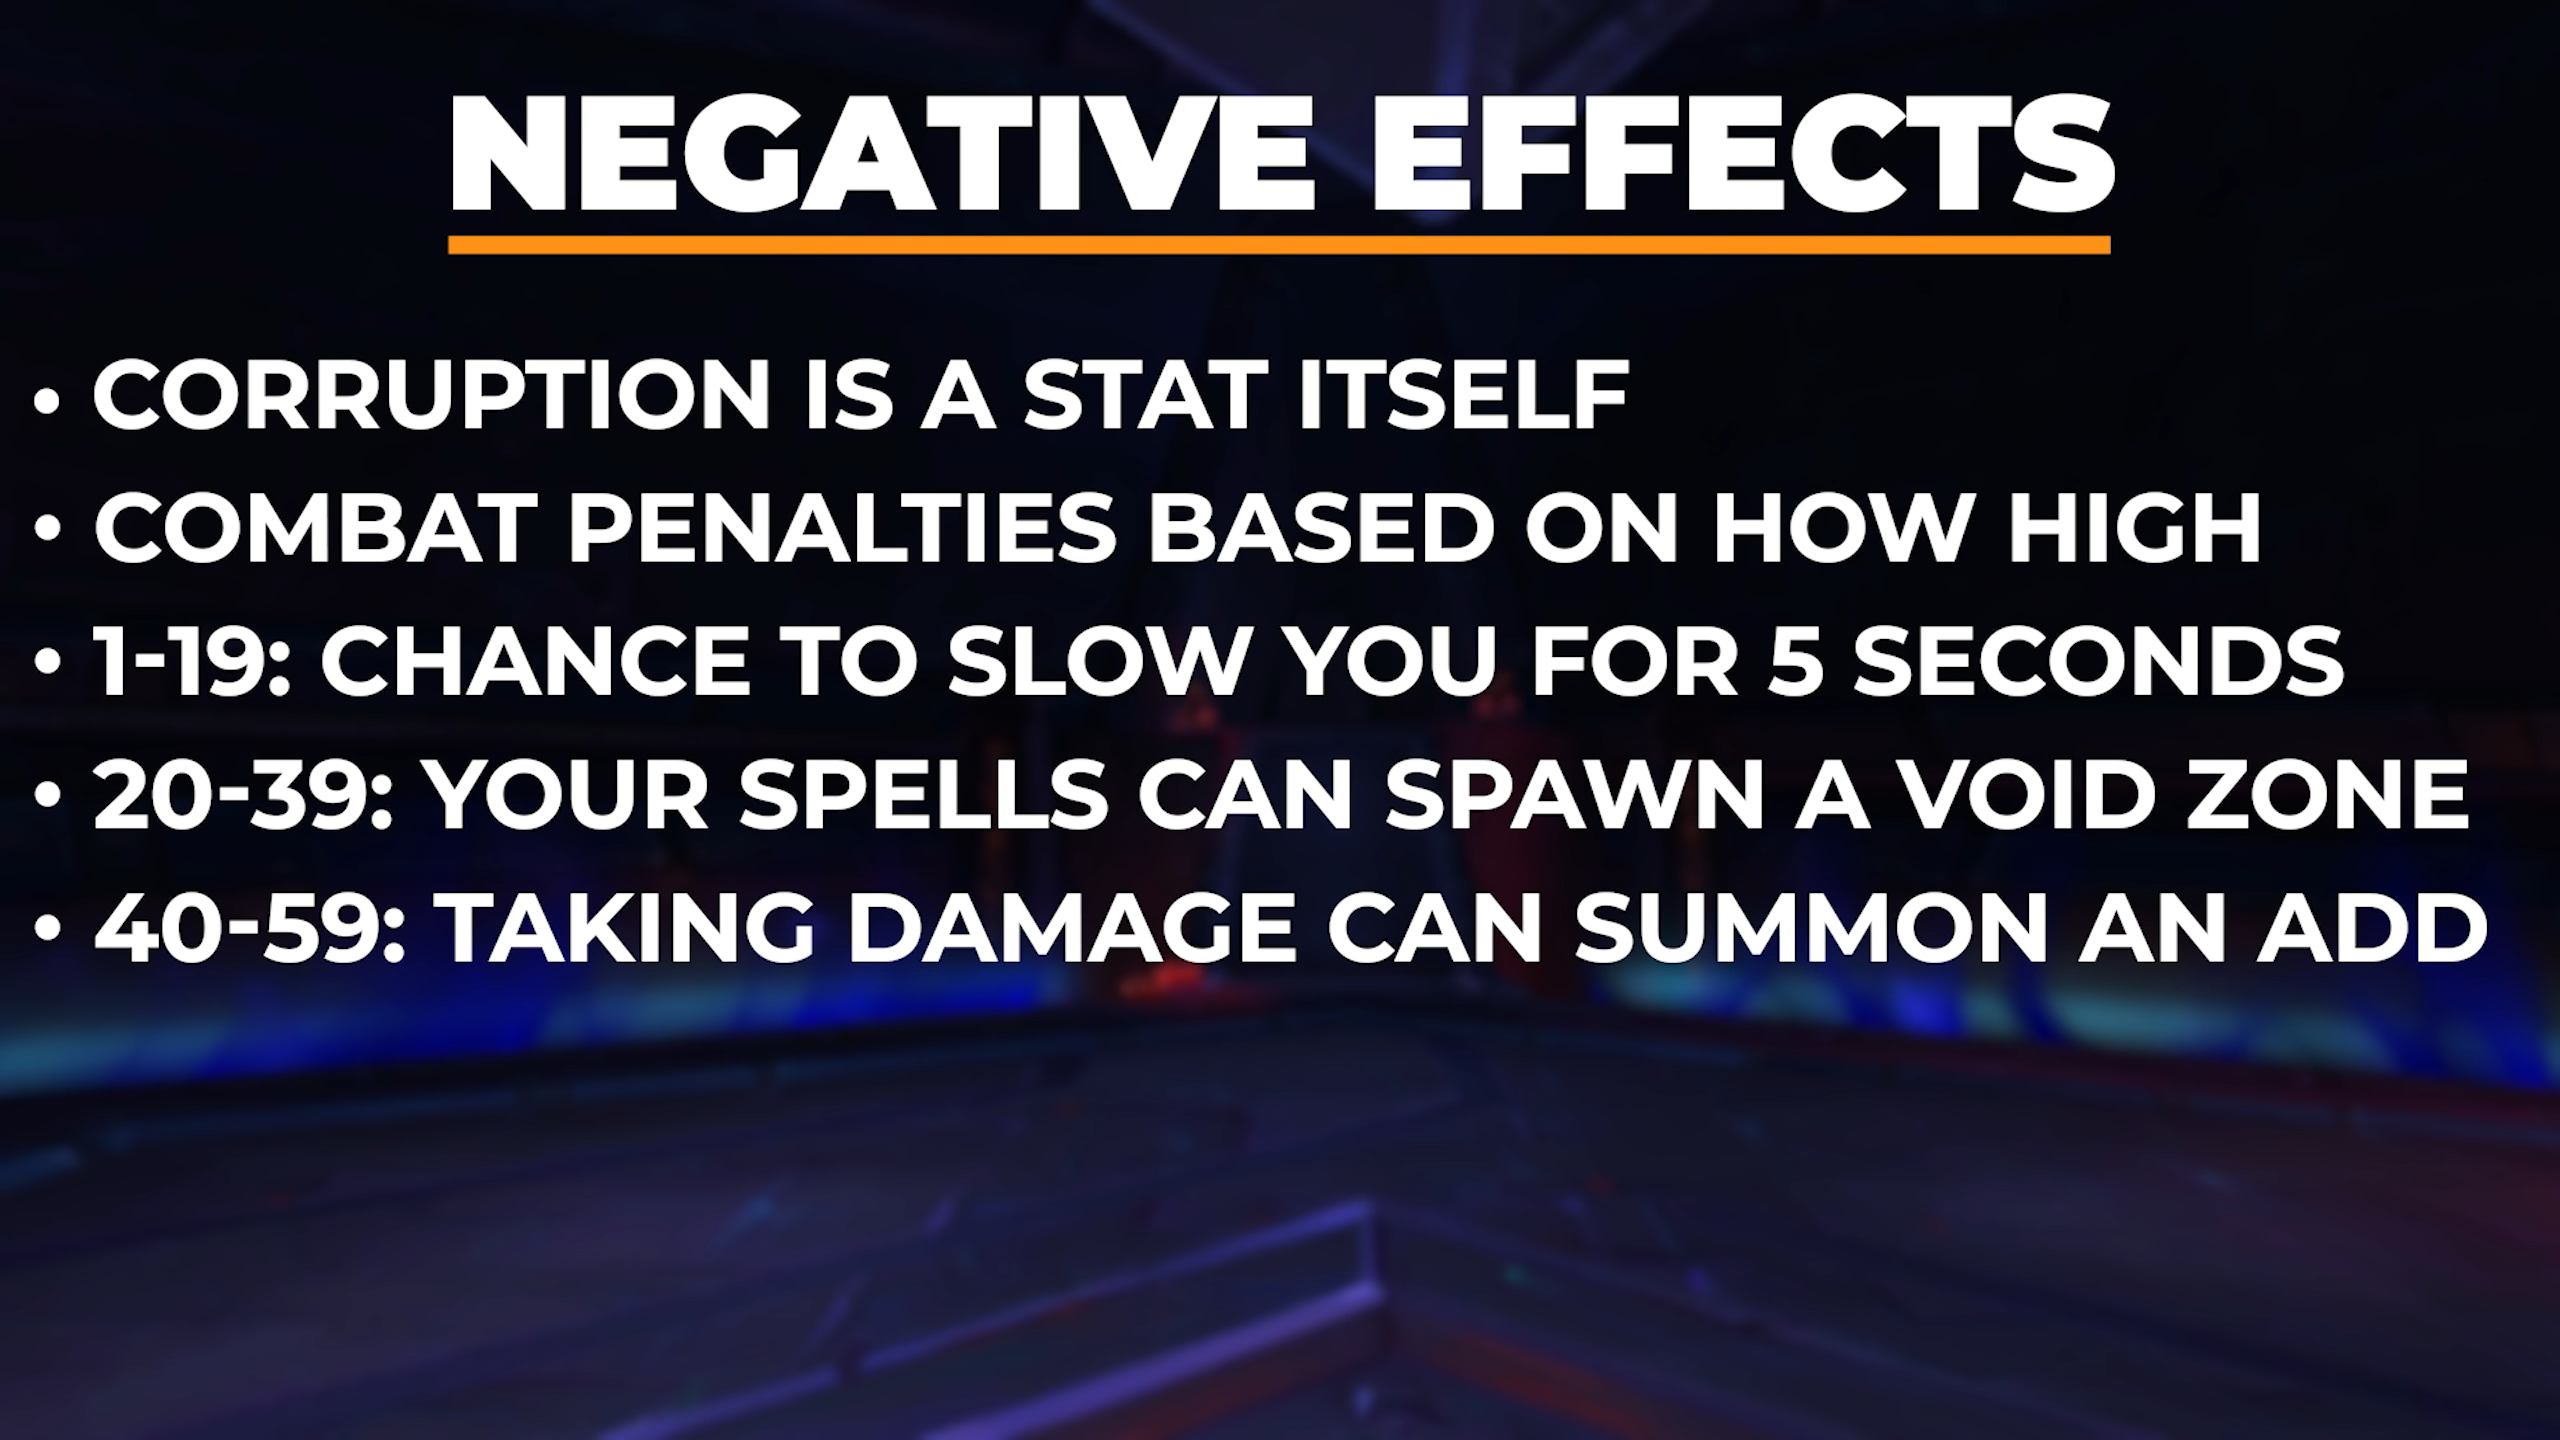 NEGATIVE EFFECTS
• CORRUPTION IS A STAT ITSELF
• COMBAT PENALTIES BASED ON HOW HIGH
• 1-19: CHANCE TO SLOW YOU FOR 5 SECONDS
• 20-39: YOUR SPELLS CAN SPAWN A VOID ZONE
• 40-59: TAKING DAMAGE CAN SUMMON AN ADD